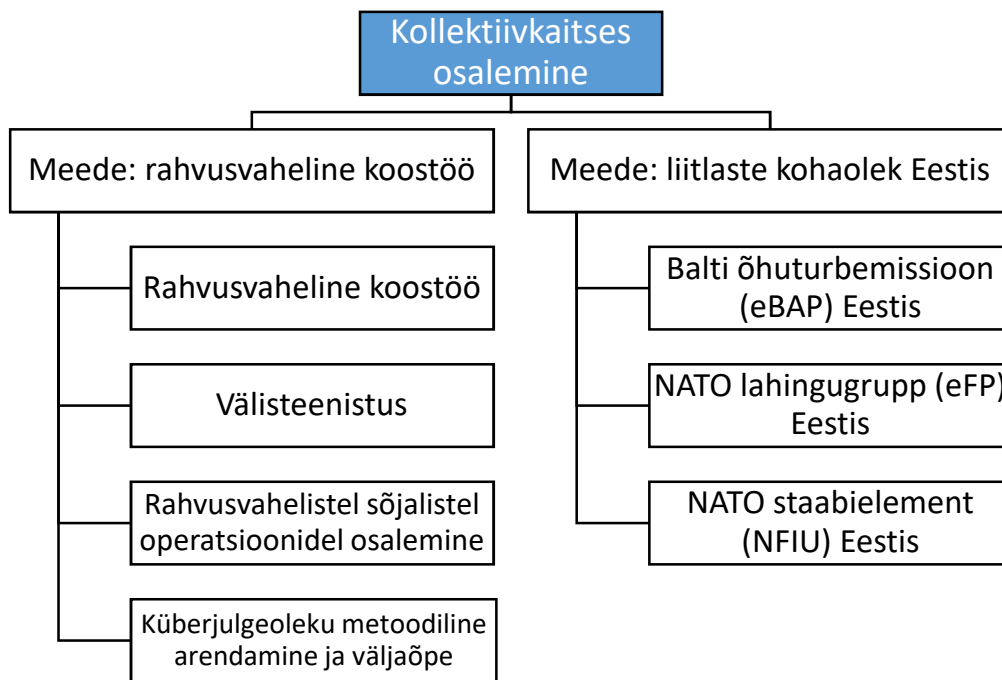 Kollektiivkaitses
osalemine
Meede: rahvusvaheline koostöö
Rahvusvaheline koostöö
Välisteenistus
Rahvusvahelistel sõjalistel
operatsioonidel osalemine
Küberjulgeoleku metoodiline
arendamine ja väljaõpe
Meede: liitlaste kohaolek Eestis
Balti õhuturbemissioon
(eBAP) Eestis
NATO lahingugrupp (eFP)
Eestis
NATO staabielement
(NFIU) Eestis